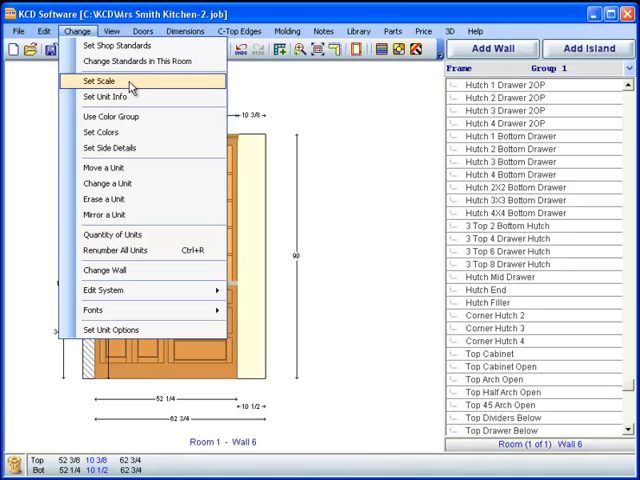 KCD Software [C:\KCD\Mrs Smith Kitchen-2.job]
File Edit Change View Doors Dimensions C-Top Edges Molding Notes Library Parts Price 3D Help
Add Wall Add Island
Frame Group 1
Set Shop Standards
Change Standards in This Room
Set Scale
Set Unit Info
Use Color Group
Set Colors
Set Side Details
Move a Unit
Change a Unit
Erase a Unit
Mirror a Unit
Quantity of Units
Renumber All Units Ctrl+R
Change Wall
Edit System
Fonts
Set Unit Options
10 3/8
90
52 1/4
10 1/2
62 3/4
Room 1 - Wall 6
Hutch 1 Drawer 2OP
Hutch 2 Drawer 2OP
Hutch 3 Drawer 2OP
Hutch 4 Drawer 2OP
Hutch 1 Bottom Drawer
Hutch 2 Bottom Drawer
Hutch 3 Bottom Drawer
Hutch 4 Bottom Drawer
Hutch 2X2 Bottom Drawer
Hutch 3X3 Bottom Drawer
Hutch 4X4 Bottom Drawer
3 Top 2 Bottom Hutch
3 Top 4 Drawer Hutch
3 Top 6 Drawer Hutch
3 Top 8 Drawer Hutch
Hutch Mid Drawer
Hutch End
Hutch Filler
Corner Hutch 2
Corner Hutch 3
Corner Hutch 4
Top Cabinet
Top Cabinet Open
Top Arch Open
Top Half Arch Open
Top 45 Arch Open
Top Dividers Below
Top Drawer Below
Room (1 of 1) Wall 6
Top 52 3/8 10 3/8 62 3/4
Bot 52 1/4 10 1/2 62 3/4